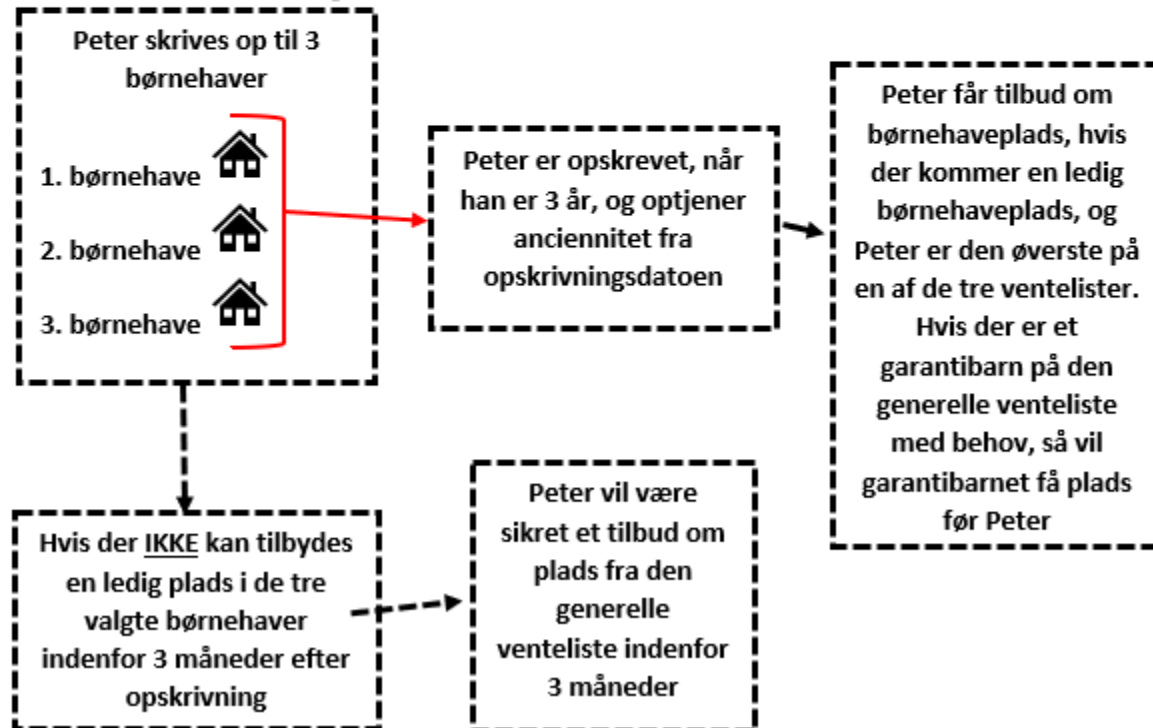 Peter skrives op til 3
børnehaver
1. børnehave
2. børnehave
3. børnehave
Peter er opskrevet, når
han er 3 år, og optjener
anciennitet fra
opskrivningsdatoen
Peter får tilbud om
børnehaveplads, hvis
der kommer en ledig
børnehaveplads, og
Peter er den øverste på
en af de tre ventelister.
Hvis der er et
garantibarn på den
generelle venteliste
med behov, så vil
garantibarnet få plads
før Peter
Hvis der IKKE kan tilbydes
en ledig plads i de tre
valgte børnehaver
indenfor 3 måneder efter
opskrivning
Peter vil være
sikret et tilbud om
plads fra den
generelle
venteliste indenfor
3 måneder